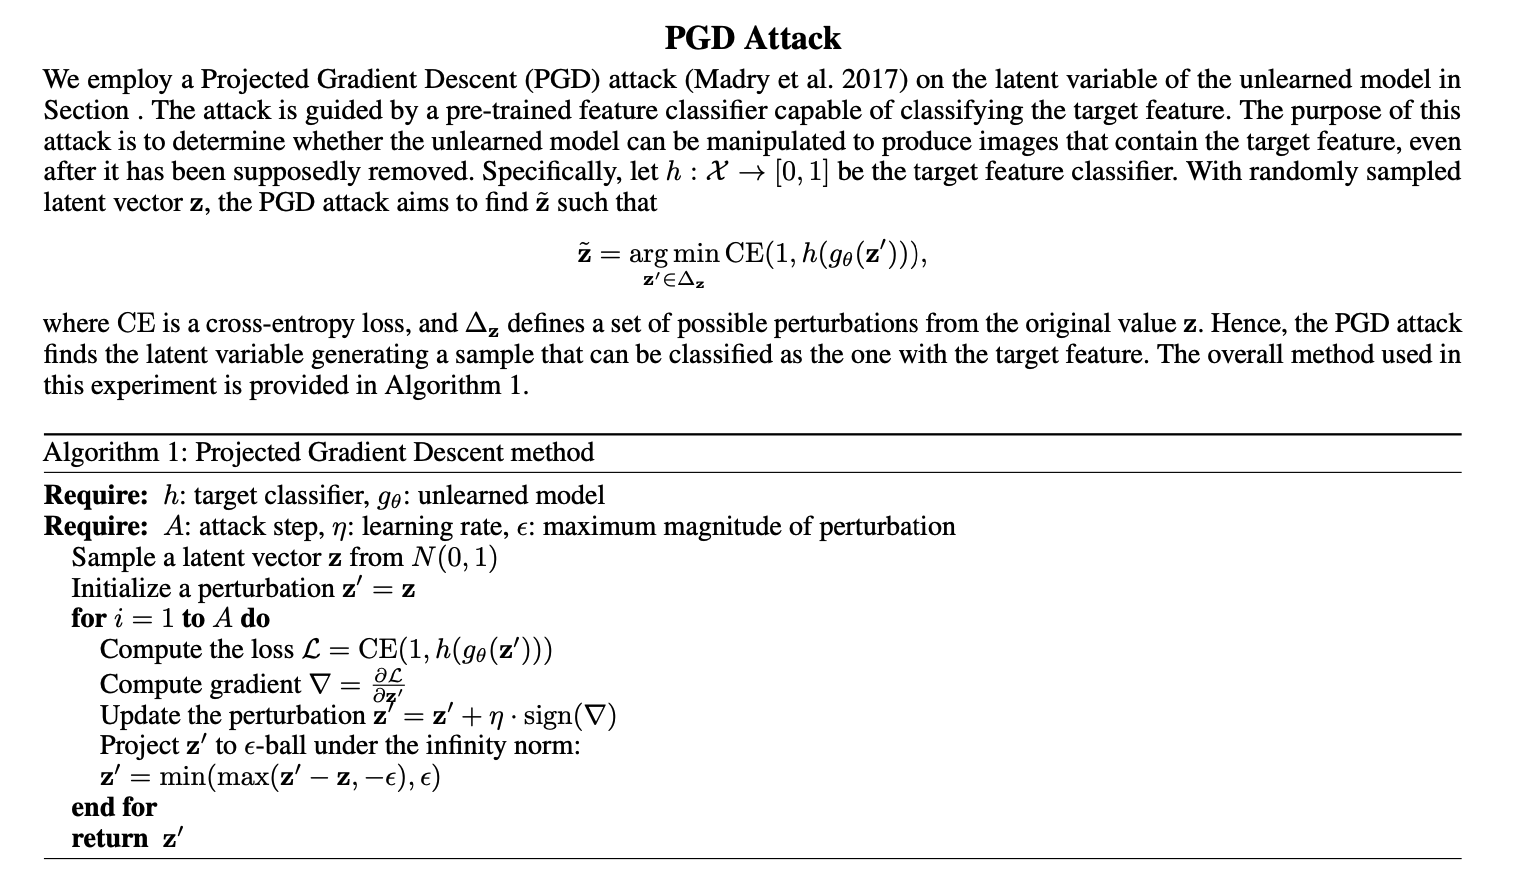 PGD Attack
We employ a Projected Gradient Descent (PGD) attack (Madry et al. 2017) on the latent variable of the unlearned model in
Section . The attack is guided by a pre-trained feature classifier capable of classifying the target feature. The purpose of this
attack is to determine whether the unlearned model can be manipulated to produce images that contain the target feature, even
after it has been supposedly removed. Specifically, let $h : \mathcal{X} \to [0, 1]$ be the target feature classifier. With randomly sampled
latent vector $\mathbf{z}$, the PGD attack aims to find $\tilde{\mathbf{z}}$ such that
$$\tilde{\mathbf{z}} = \underset{\mathbf{z}' \in \Delta_{\mathbf{z}}}{\arg\min}\, \mathrm{CE}(1, h(g_\theta(\mathbf{z}'))),$$
where CE is a cross-entropy loss, and $\Delta_{\mathbf{z}}$ defines a set of possible perturbations from the original value $\mathbf{z}$. Hence, the PGD attack
finds the latent variable generating a sample that can be classified as the one with the target feature. The overall method used in
this experiment is provided in Algorithm 1.
Algorithm 1: Projected Gradient Descent method
Require: $h$: target classifier, $g_\theta$: unlearned model
Require: $A$: attack step, $\eta$: learning rate, $\epsilon$: maximum magnitude of perturbation
Sample a latent vector $\mathbf{z}$ from $N(0, 1)$
Initialize a perturbation $\mathbf{z}' = \mathbf{z}$
for $i = 1$ to $A$ do
Compute the loss $\mathcal{L} = \mathrm{CE}(1, h(g_\theta(\mathbf{z}')))$
Compute gradient $\nabla = \frac{\partial \mathcal{L}}{\partial \mathbf{z}'}$
Update the perturbation $\mathbf{z}' = \mathbf{z}' + \eta \cdot \mathrm{sign}(\nabla)$
Project $\mathbf{z}'$ to $\epsilon$-ball under the infinity norm:
$\mathbf{z}' = \min(\max(\mathbf{z}' - \mathbf{z}, -\epsilon), \epsilon)$
end for
return $\mathbf{z}'$